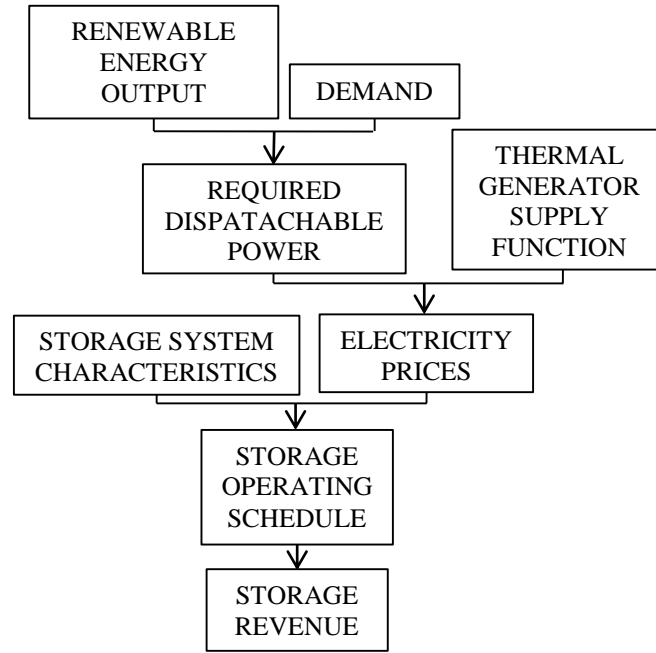 RENEWABLE
ENERGY
OUTPUT
DEMAND
REQUIRED
DISPATACHABLE
POWER
THERMAL
GENERATOR
SUPPLY
FUNCTION
STORAGE SYSTEM
CHARACTERISTICS
ELECTRICITY
PRICES
STORAGE
OPERATING
SCHEDULE
STORAGE
REVENUE